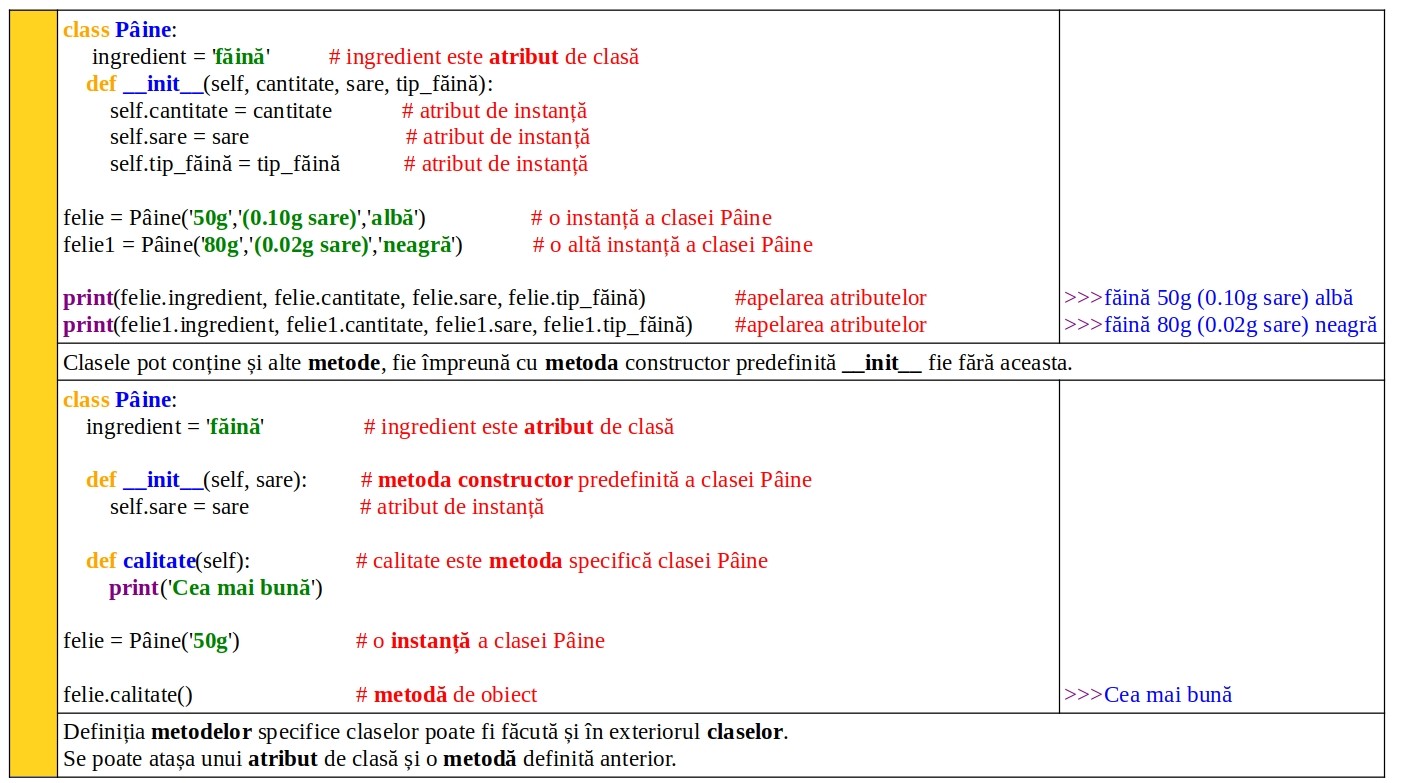 class Pâine:
ingredient = 'făină' # ingredient este atribut de clasă
def __init__(self, cantitate, sare, tip_făină):
self.cantitate = cantitate # atribut de instanță
self.sare = sare # atribut de instanță
self.tip_făină = tip_făină # atribut de instanță
felie = Pâine('50g','(0.10g sare)','albă') # o instanță a clasei Pâine
felie1 = Pâine('80g','(0.02g sare)','neagră') # o altă instanță a clasei Pâine
print(felie.ingredient, felie.cantitate, felie.sare, felie.tip_făină) #apelarea atributelor >>>făină 50g (0.10g sare) albă
print(felie1.ingredient, felie1.cantitate, felie1.sare, felie1.tip_făină) #apelarea atributelor >>>făină 80g (0.02g sare) neagră
Clasele pot conține și alte metode, fie împreună cu metoda constructor predefinită __init__ fie fără aceasta.
class Pâine:
ingredient = 'făină' # ingredient este atribut de clasă
def __init__(self, sare): # metoda constructor predefinită a clasei Pâine
self.sare = sare # atribut de instanță
def calitate(self): # calitate este metoda specifică clasei Pâine
print('Cea mai bună')
felie = Pâine('50g') # o instanță a clasei Pâine
felie.calitate() # metodă de obiect >>>Cea mai bună
Definiția metodelor specifice claselor poate fi făcută și în exteriorul claselor.
Se poate atașa unui atribut de clasă și o metodă definită anterior.